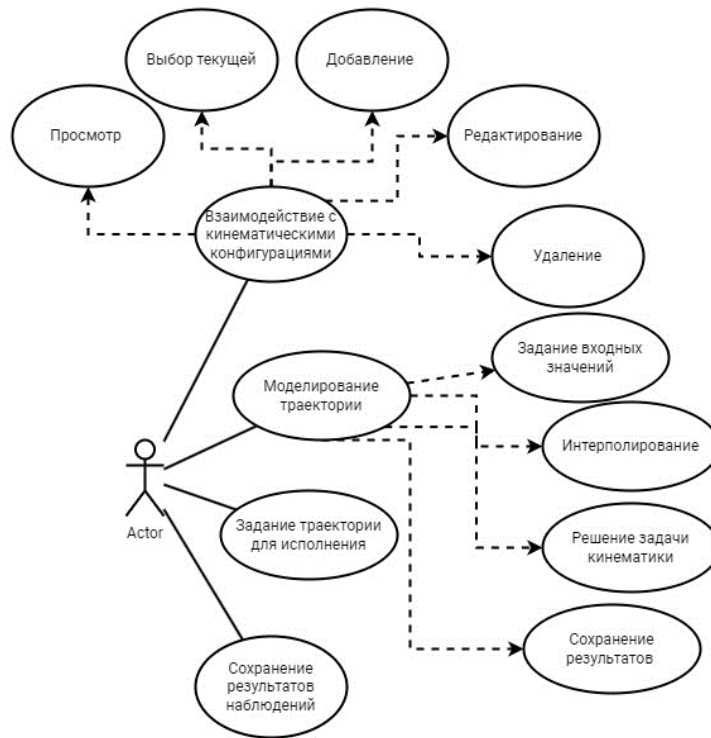 Выбор текущей
Добавление
Просмотр
Редактирование
Взаимодействие с
кинематическими
конфигурациями
Удаление
Задание входных
значений
Моделирование
траектории
Интерполирование
Actor
Задание траектории
для исполнения
Решение задачи
кинематики
Сохранение
результатов
Сохранение
результатов
наблюдений